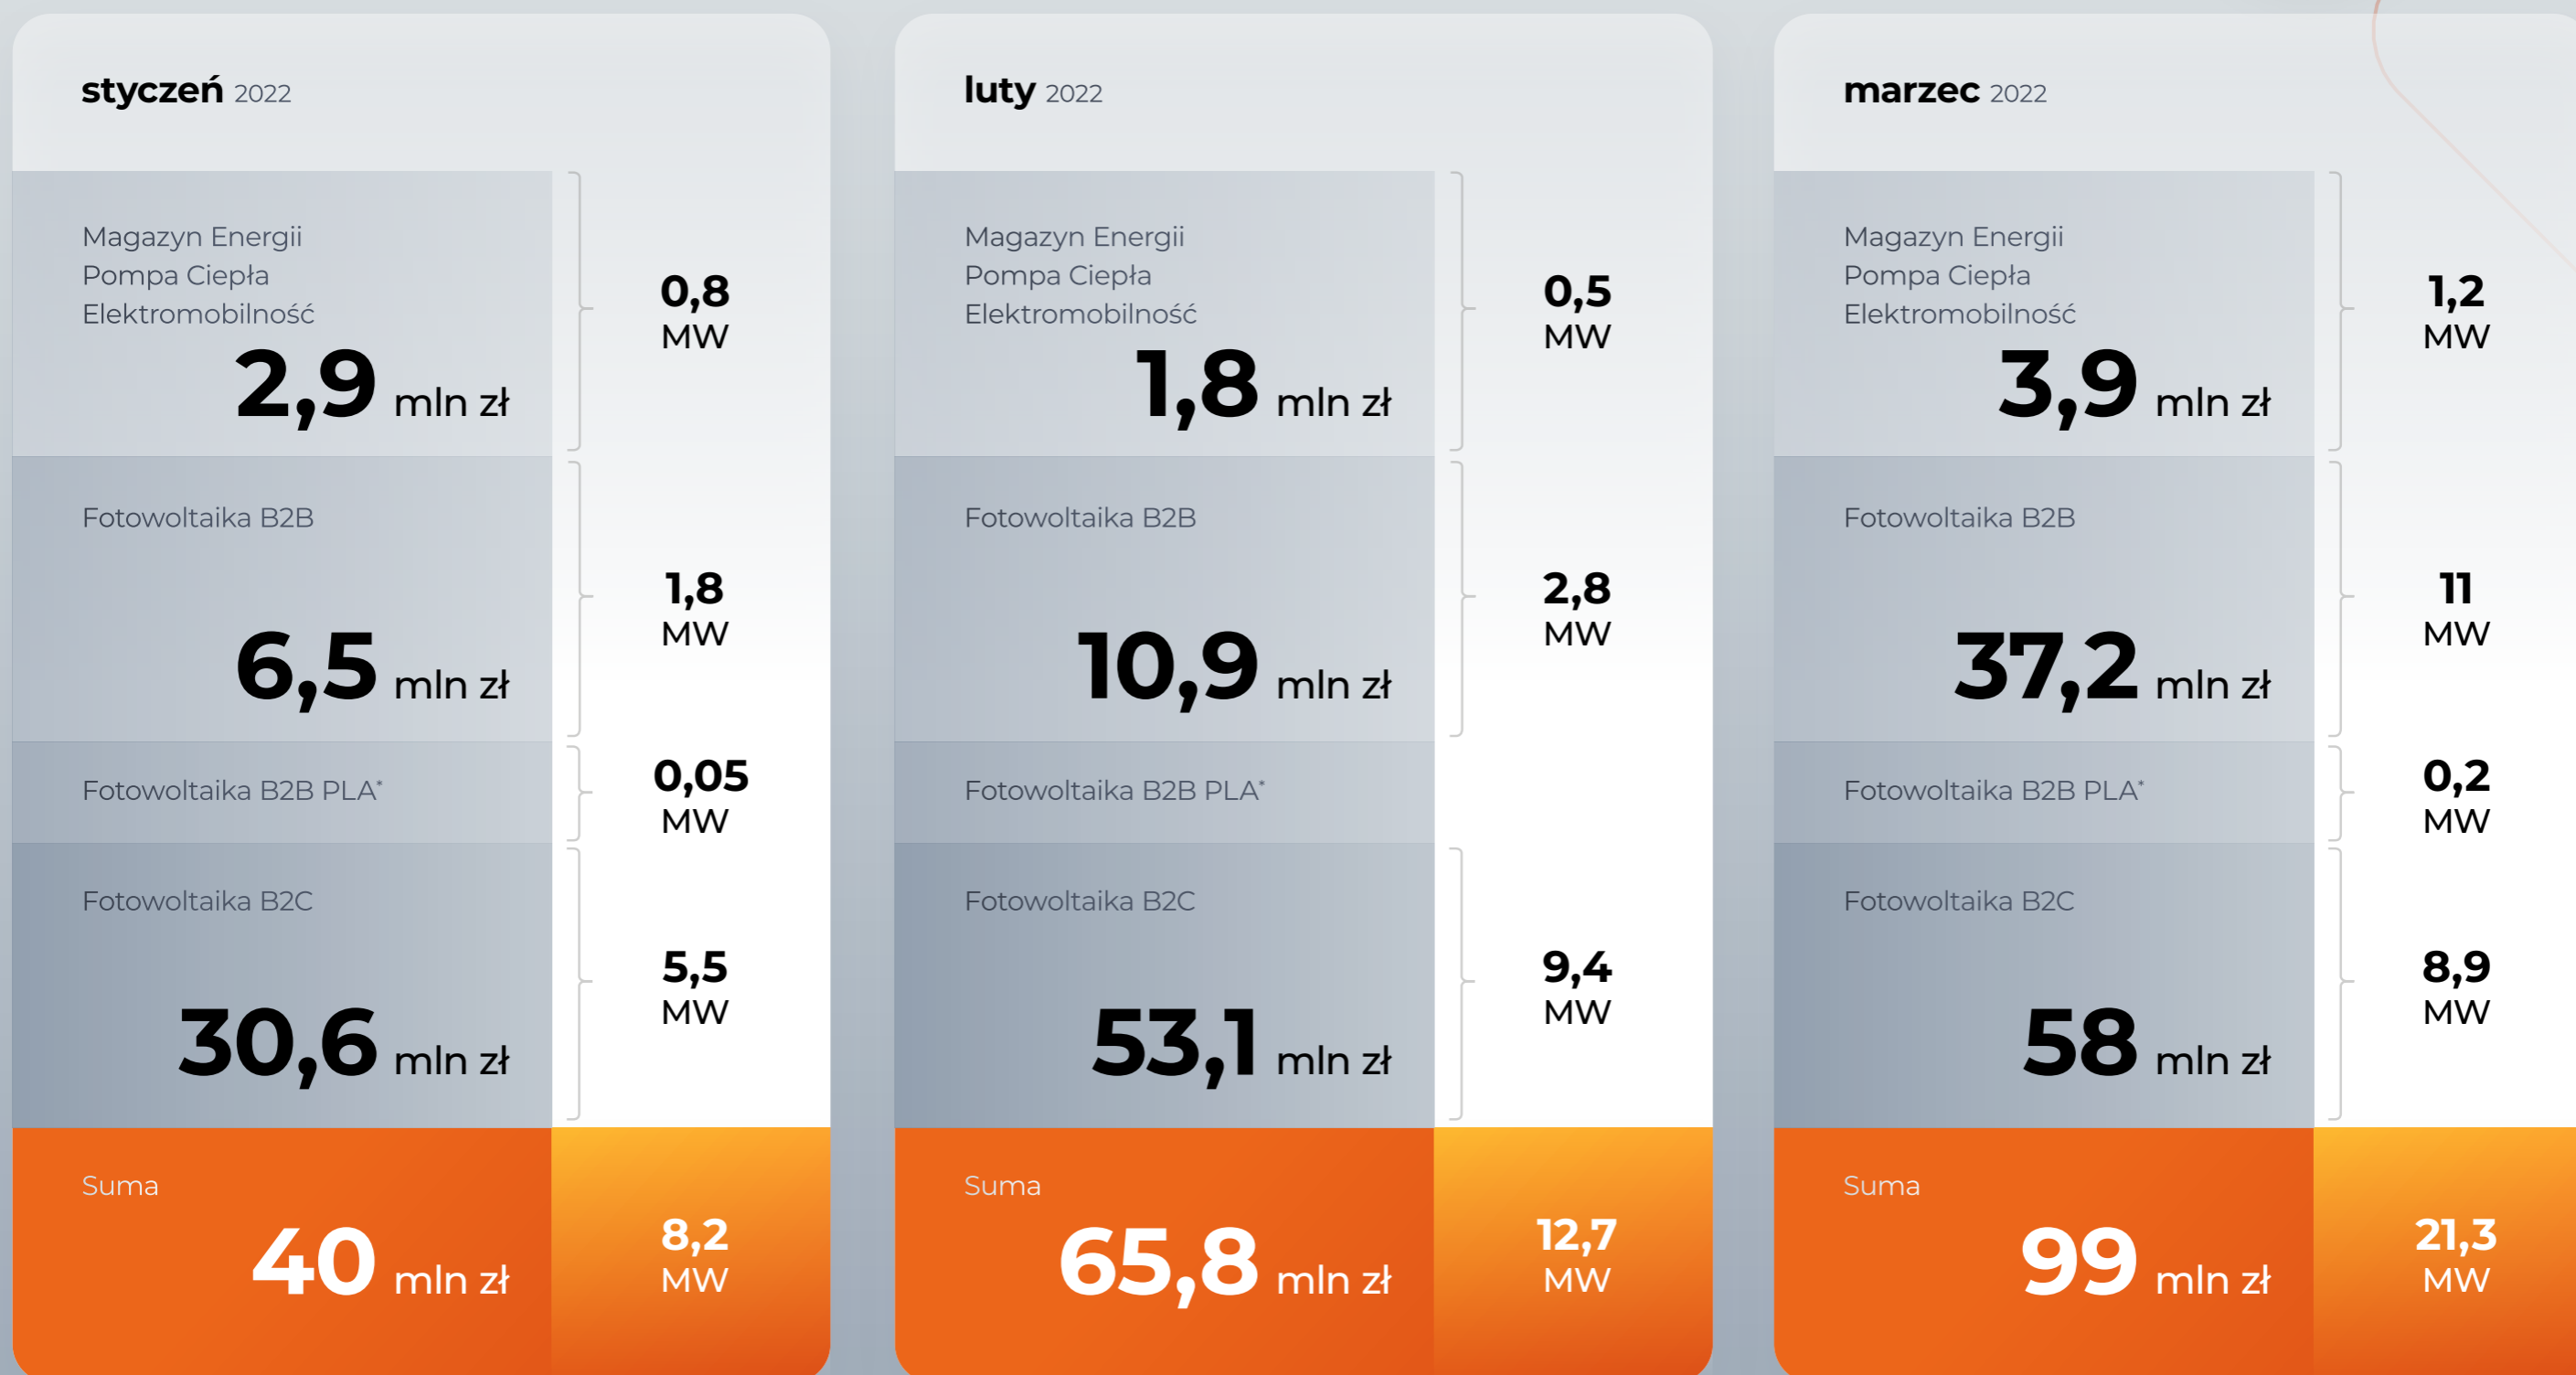 styczeń 2022
Magazyn Energii
Pompa Ciepła
Elektromobilność
2,9 mln zł
0,8
MW
Fotowoltaika B2B
6,5 mln zł
1,8
MW
Fotowoltaika B2B PLA*
0,05
MW
Fotowoltaika B2C
30,6 mln zł
5,5
MW
Suma
40 mln zł
8,2
MW
luty 2022
Magazyn Energii
Pompa Ciepła
Elektromobilność
1,8 mln zł
0,5
MW
Fotowoltaika B2B
10,9 mln zł
2,8
MW
Fotowoltaika B2B PLA*
Fotowoltaika B2C
53,1 mln zł
9,4
MW
Suma
65,8 mln zł
12,7
MW
marzec 2022
Magazyn Energii
Pompa Ciepła
Elektromobilność
3,9 mln zł
1,2
MW
Fotowoltaika B2B
37,2 mln zł
11
MW
Fotowoltaika B2B PLA*
0,2
MW
Fotowoltaika B2C
58 mln zł
8,9
MW
Suma
99 mln zł
21,3
MW